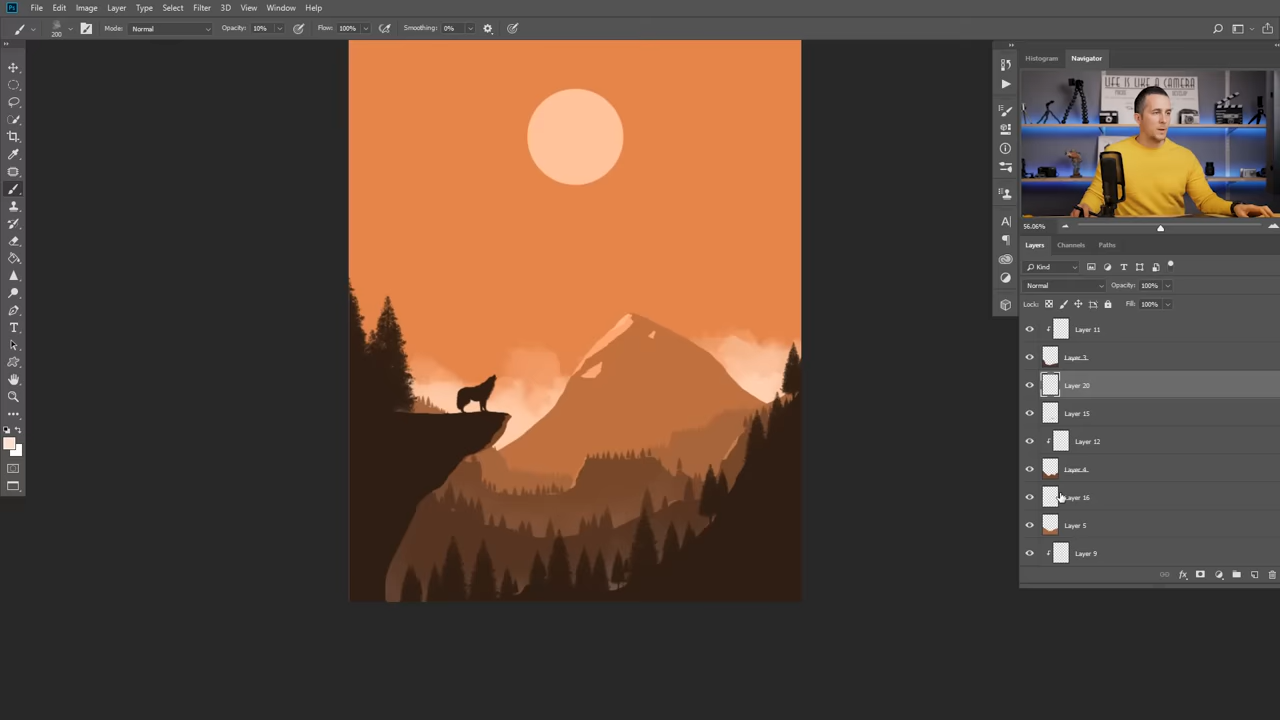 Ps File Edit Image Layer Type Select Filter 3D View Window Help
200 Mode: Normal Opacity: 10% Flow: 100% Smoothing: 0%
Histogram Navigator
LIFE IS LIKE A CAMERA
56.06%
Layers Channels Paths
Kind
Normal Opacity: 100%
Lock: Fill: 100%
Layer 11
Layer 3
Layer 20
Layer 15
Layer 12
Layer 4
Layer 16
Layer 5
Layer 9